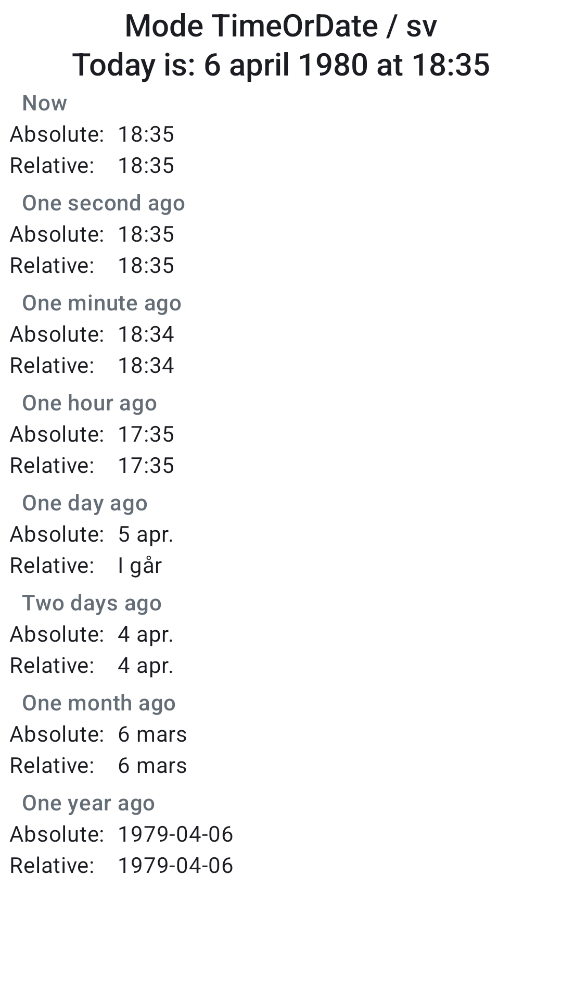 Mode TimeOrDate / sv
Today is: 6 april 1980 at 18:35
Now
Absolute: 18:35
Relative: 18:35
One second ago
Absolute: 18:35
Relative: 18:35
One minute ago
Absolute: 18:34
Relative: 18:34
One hour ago
Absolute: 17:35
Relative: 17:35
One day ago
Absolute: 5 apr.
Relative: I går
Two days ago
Absolute: 4 apr.
Relative: 4 apr.
One month ago
Absolute: 6 mars
Relative: 6 mars
One year ago
Absolute: 1979-04-06
Relative: 1979-04-06